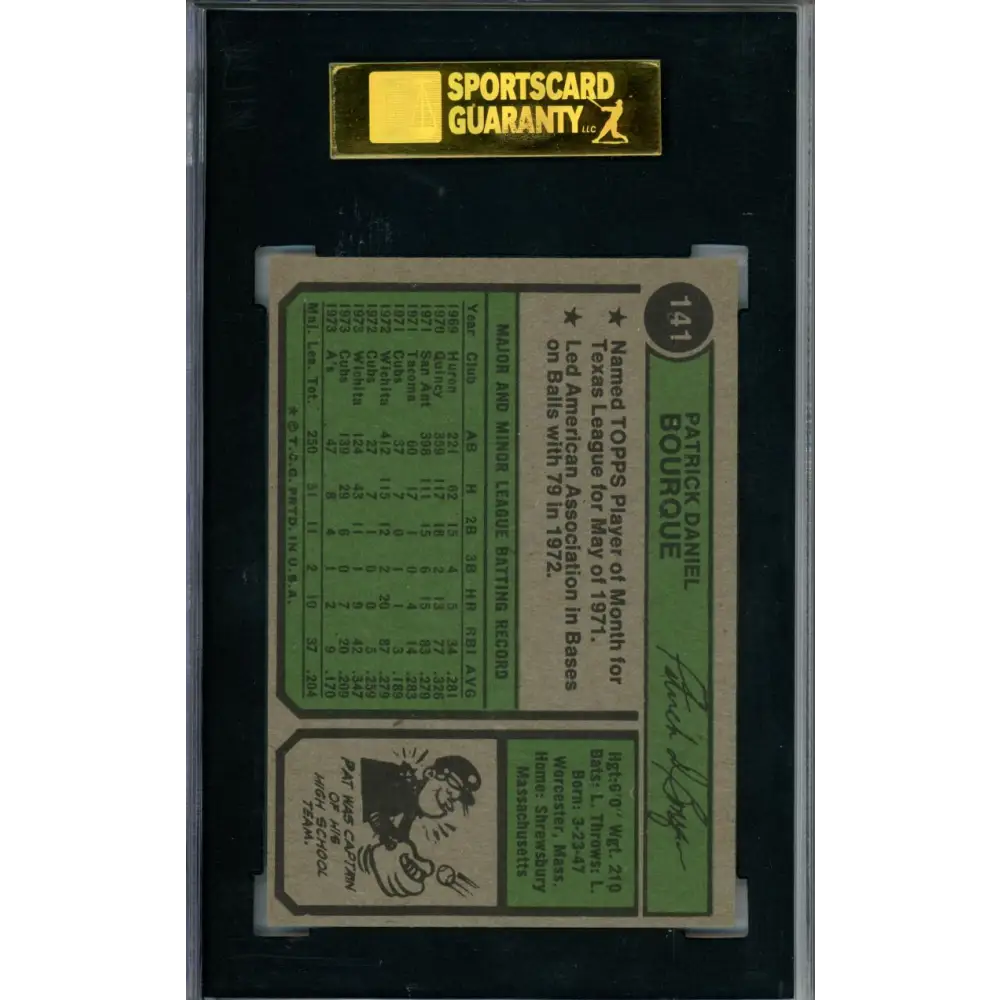 SPORTSCARD
GUARANTY LLC
141
PATRICK DANIEL
BOURQUE
★ Named TOPPS Player of Month for
Texas League for May of 1971.
★ Led American Association in Bases
on Balls with 79 in 1972.
MAJOR AND MINOR LEAGUE BATTING RECORD
Year Club AB H 2B 3B HR RBI AVG
1969 Huron 221 62 15 4 5 34 .281
1970 Quincy 359 117 18 2 13 77 .326
1971 San Ant 398 111 15 6 15 83 .279
1971 Tacoma 60 17 1 0 4 14 .283
1971 Cubs 37 7 0 1 1 3 .189
1972 Wichita 412 115 12 2 20 87 .279
1972 Cubs 27 7 1 0 0 5 .259
1973 Wichita 124 43 11 1 9 42 .347
1973 Cubs 139 29 6 0 7 20 .209
1973 A's 47 8 4 1 2 9 .170
Maj. Lea. Tot. 250 51 11 2 10 37 .204
★ © T.C.G. PRTD. IN U.S.A.
Hgt:6'0' Wgt. 210
Bats: L. Throws: L.
Born: 3-23-47
Worcester, Mass.
Home: Shrewsbury
Massachusetts
PAT WAS CAPTAIN
OF HIS
HIGH SCHOOL
TEAM.